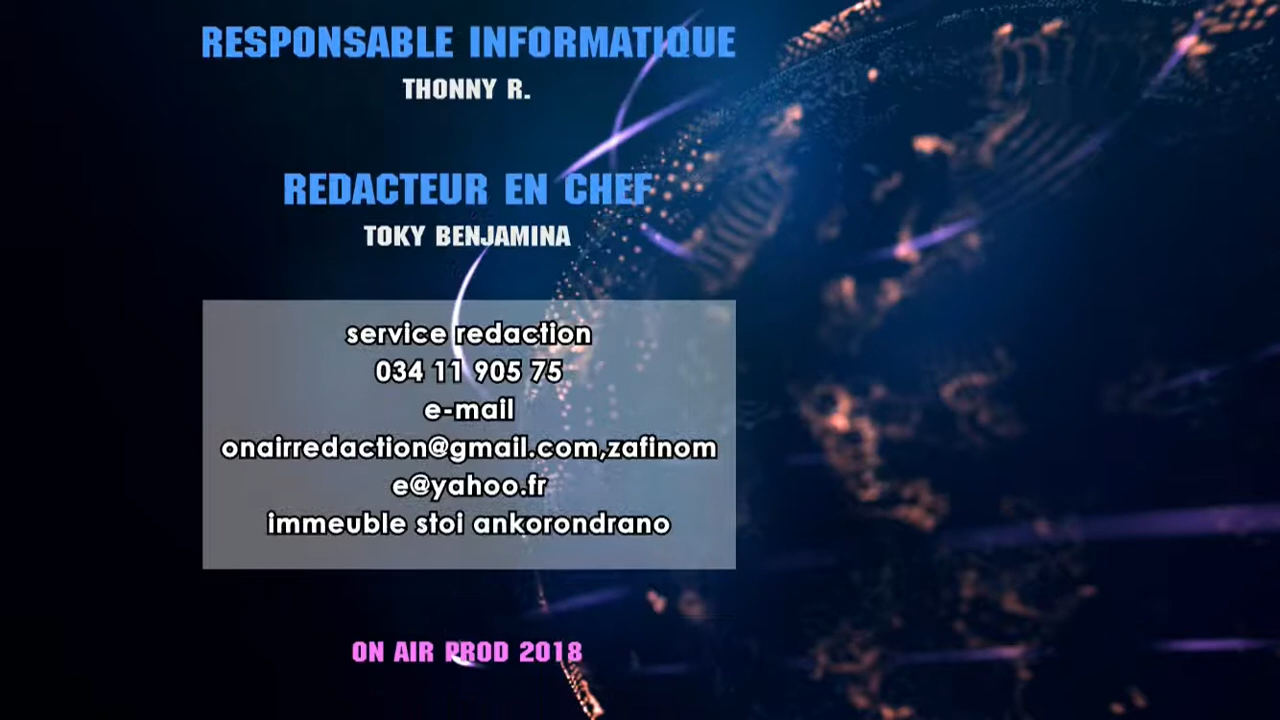 RESPONSABLE INFORMATIQUE
THONNY R.
REDACTEUR EN CHEF
TOKY BENJAMINA
service redaction
034 11 905 75
e-mail
onairredaction@gmail.com,zafinom
e@yahoo.fr
immeuble stoi ankorondrano
ON AIR PROD 2018